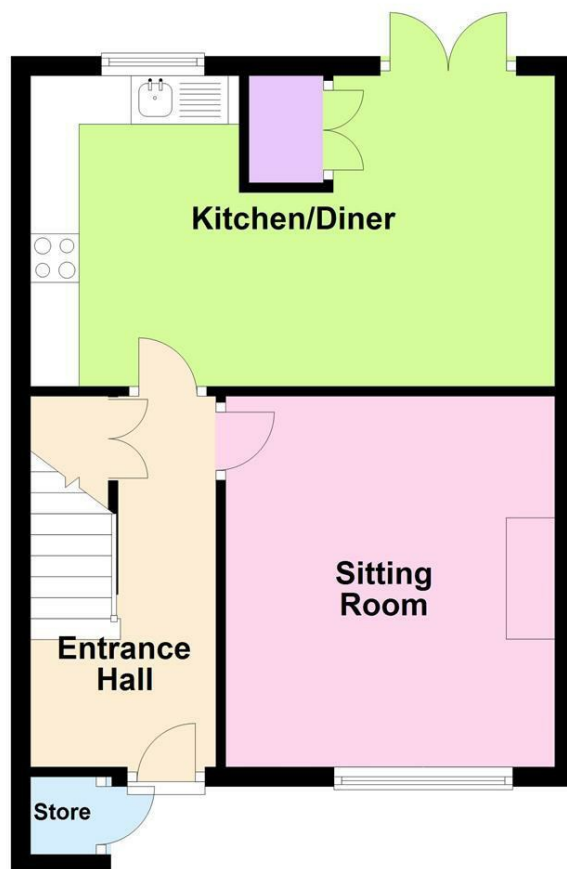 Kitchen/Diner
Sitting
Room
Entrance
Hall
Store